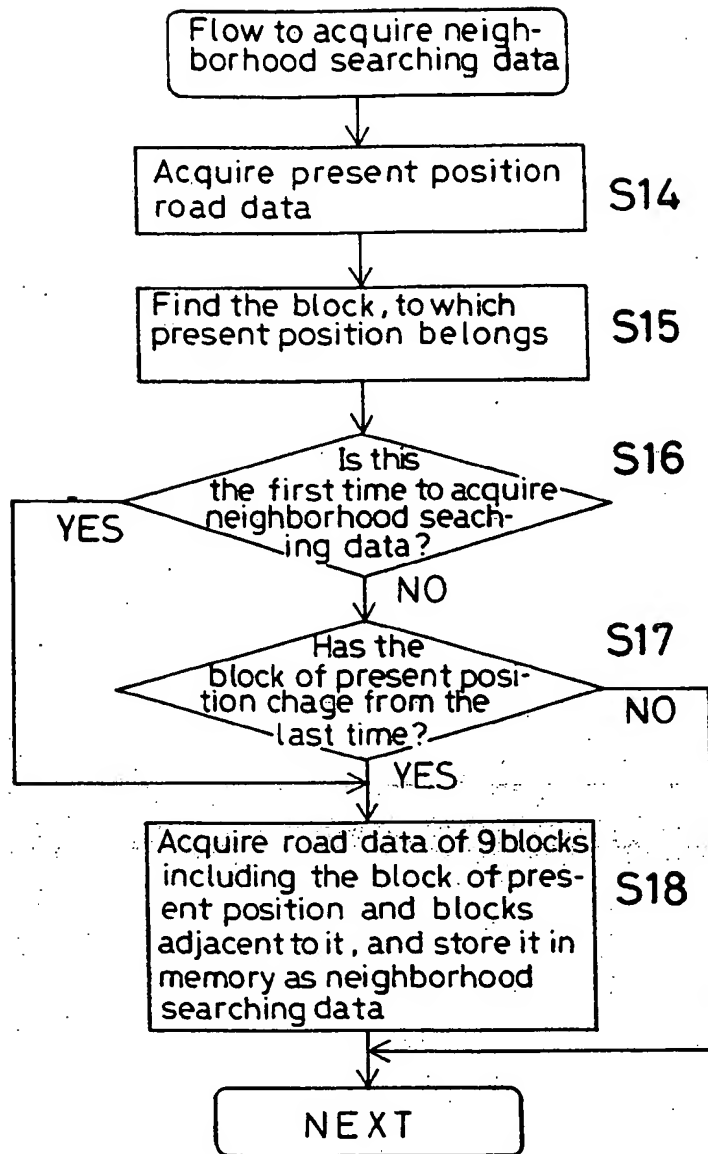 Flow to acquire neigh-
borhood searching data
Acquire present position
road data
S14
Find the block, to which
present position belongs
S15
Is this
the first time to acquire
neighborhood seach-
ing data?
S16
YES
NO
Has the
block of present posi-
tion chage from the
last time?
S17
NO
YES
Acquire road data of 9 blocks
including the block of pres-
ent position and blocks
adjacent to it, and store it in
memory as neighborhood
searching data
S18
NEXT